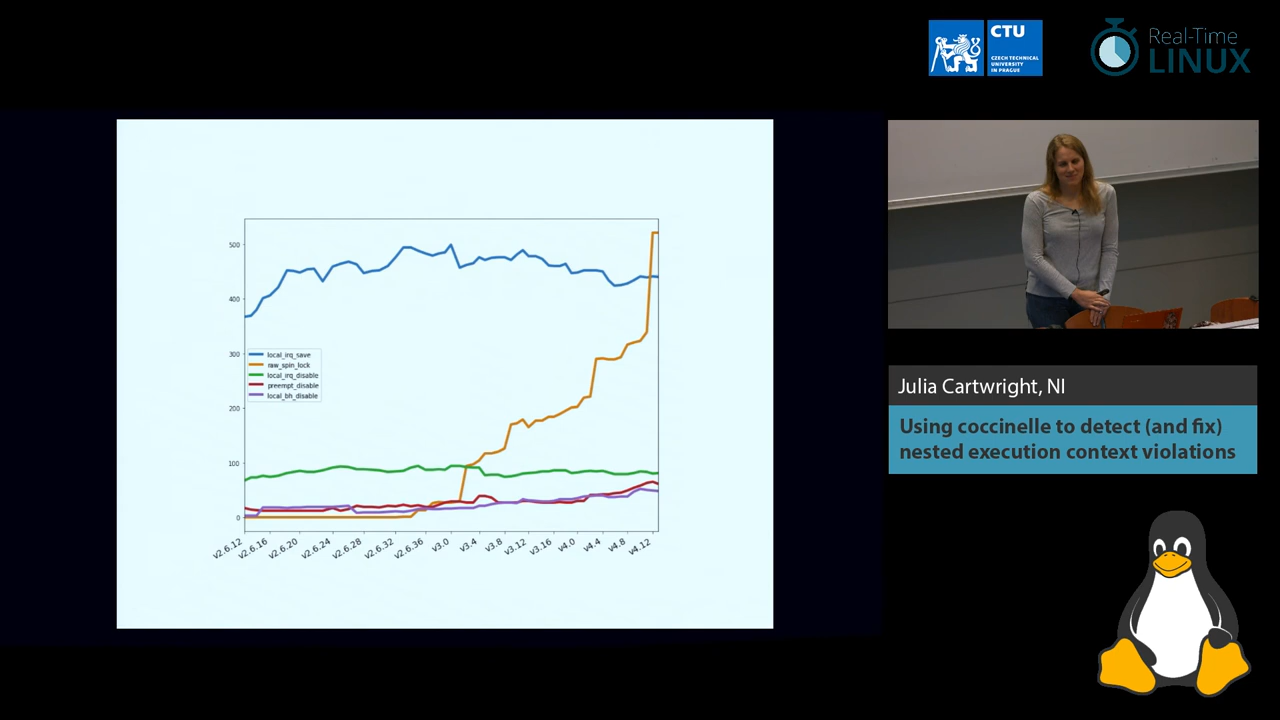 CTU
CZECH TECHNICAL
UNIVERSITY
IN PRAGUE
Real-Time
LINUX
500
400
300
200
100
0
local_irq_save
raw_spin_lock
local_irq_disable
preempt_disable
local_bh_disable
v2.6.12
v2.6.16
v2.6.20
v2.6.24
v2.6.28
v2.6.32
v2.6.36
v3.0
v3.4
v3.8
v3.12
v3.16
v4.0
v4.4
v4.8
v4.12
Julia Cartwright, NI
Using coccinelle to detect (and fix)
nested execution context violations